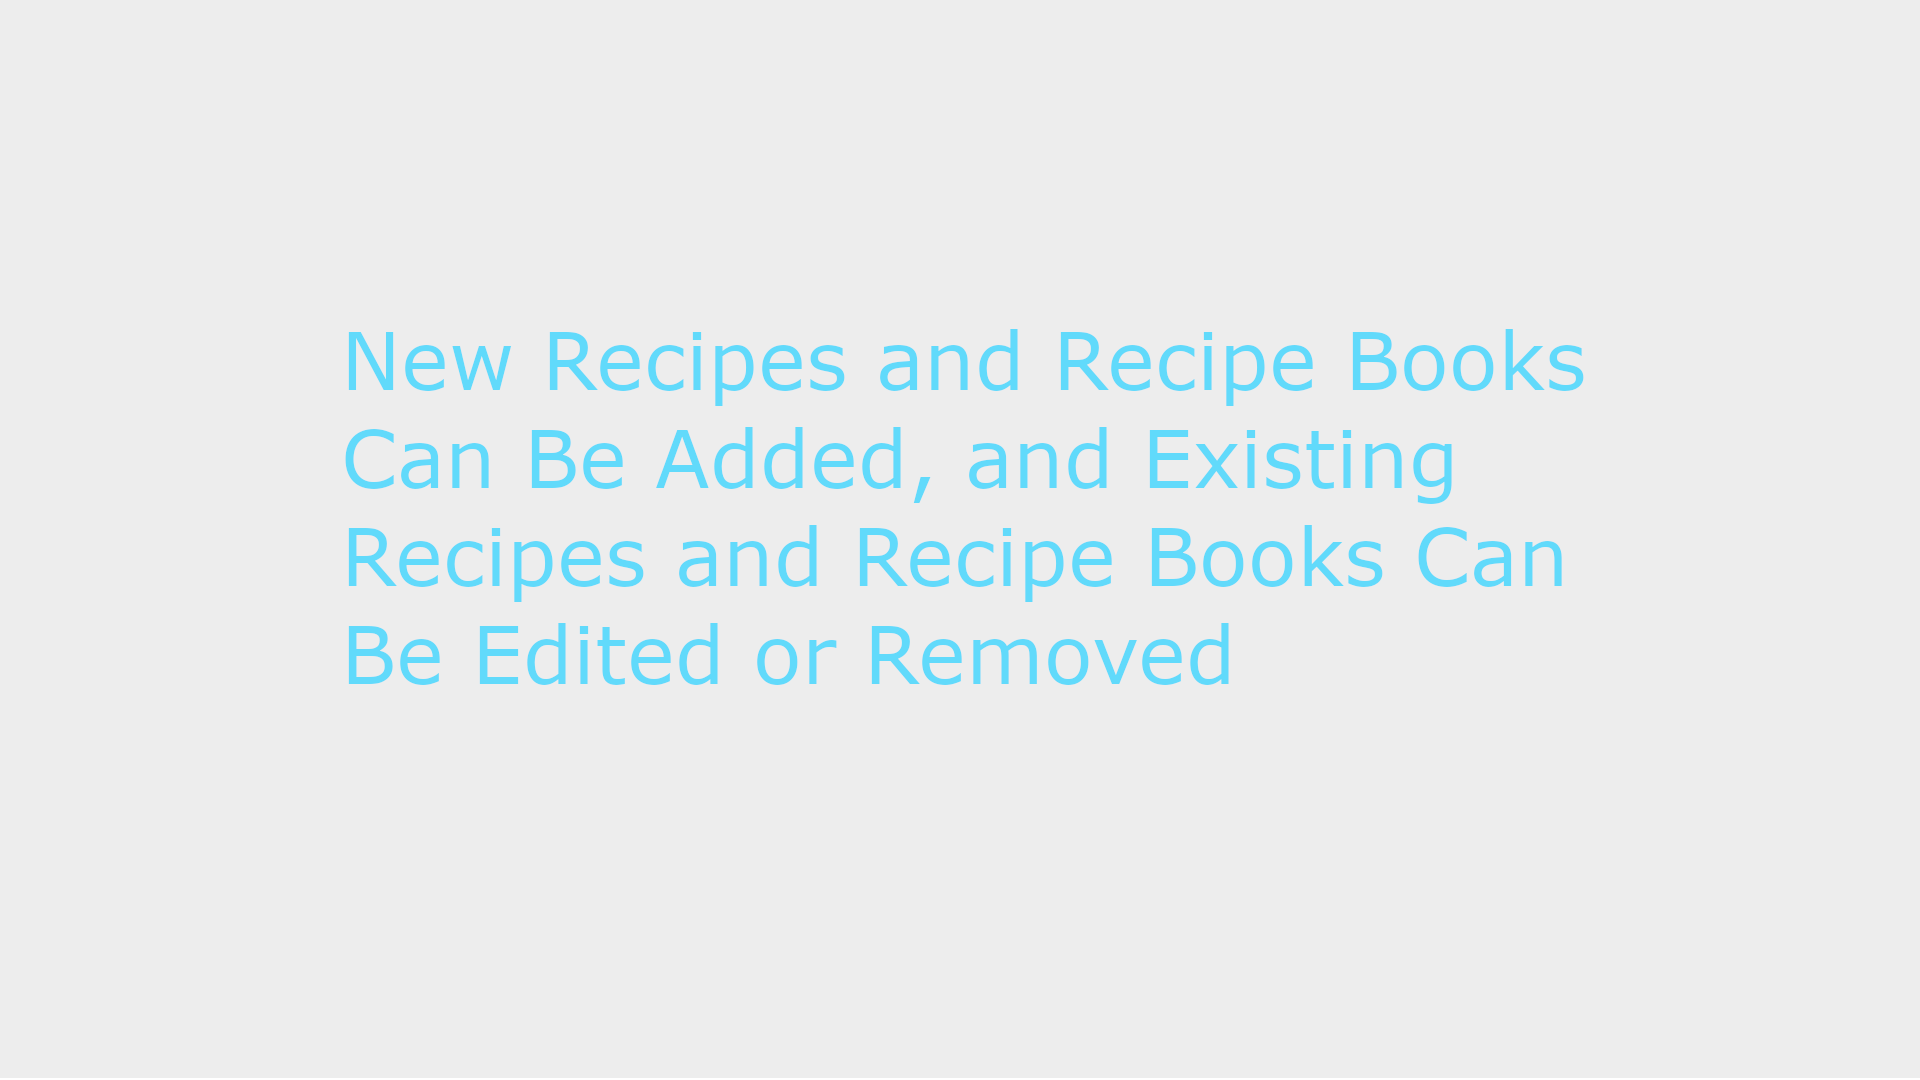 New Recipes and Recipe Books
Can Be Added, and Existing
Recipes and Recipe Books Can
Be Edited or Removed